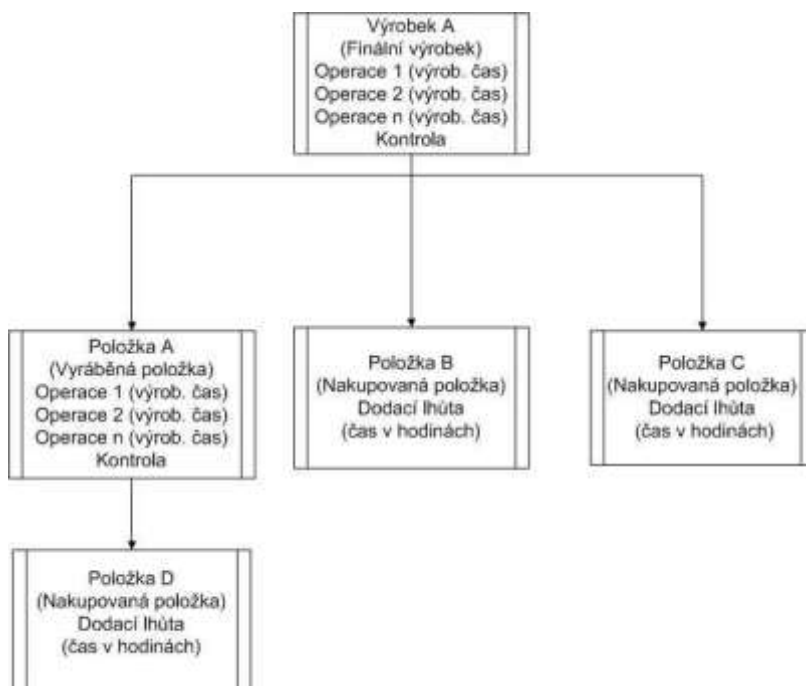 Výrobek A
(Finální výrobek)
Operace 1 (výrob. čas)
Operace 2 (výrob. čas)
Operace n (výrob. čas)
Kontrola
Položka A
(Vyráběná položka)
Operace 1 (výrob. čas)
Operace 2 (výrob. čas)
Operace n (výrob. čas)
Kontrola
Položka B
(Nakupovaná položka)
Dodací lhůta
(čas v hodinách)
Položka C
(Nakupovaná položka)
Dodací lhůta
(čas v hodinách)
Položka D
(Nakupovaná položka)
Dodací lhůta
(čas v hodinách)